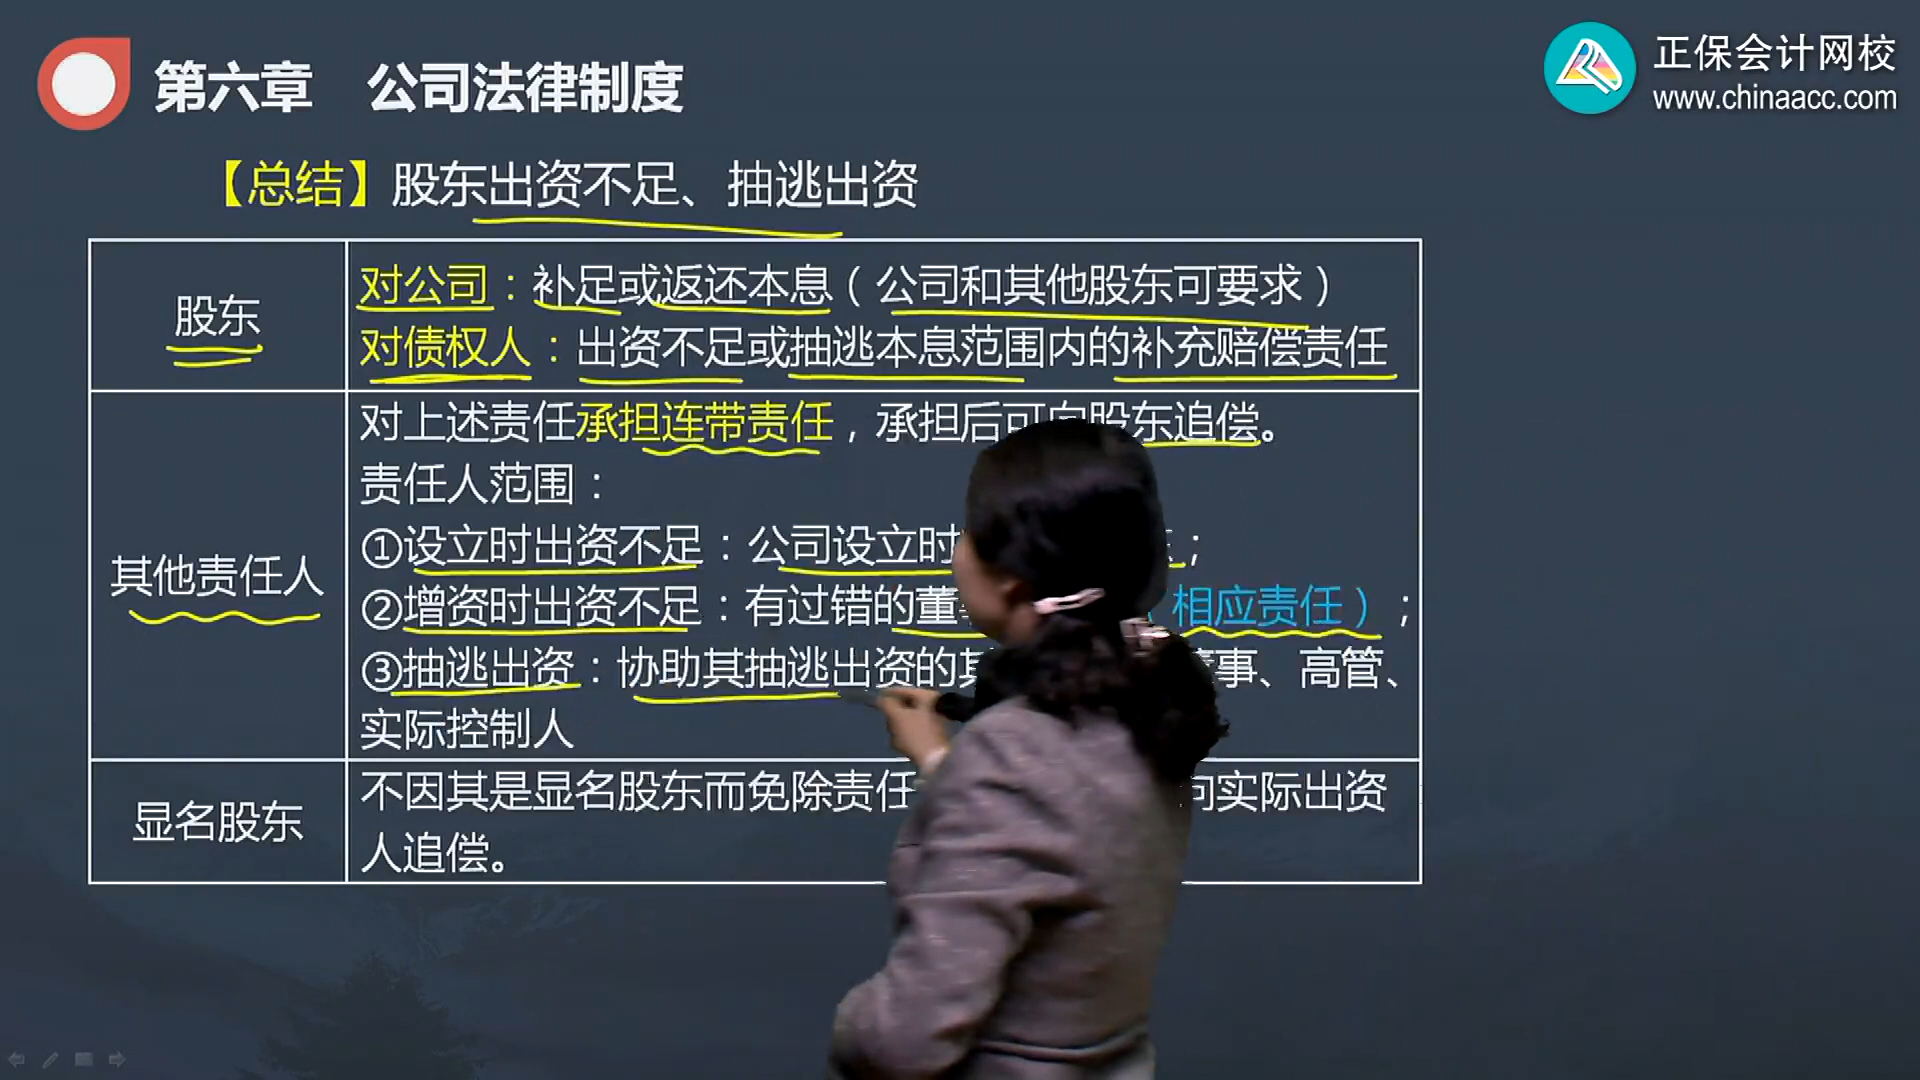 第六章 公司法律制度
正保会计网校
www.chinaacc.com
【总结】股东出资不足、抽逃出资
股东
对公司：补足或返还本息（公司和其他股东可要求）
对债权人：出资不足或抽逃本息范围内的补充赔偿责任
其他责任人
对上述责任承担连带责任，承担后可向股东追偿。
责任人范围：
①设立时出资不足：公司设立时；
②增资时出资不足：有过错的董（相应责任）；
③抽逃出资：协助其抽逃出资的其事、高管、
实际控制人
显名股东
不因其是显名股东而免除责任向实际出资
人追偿。